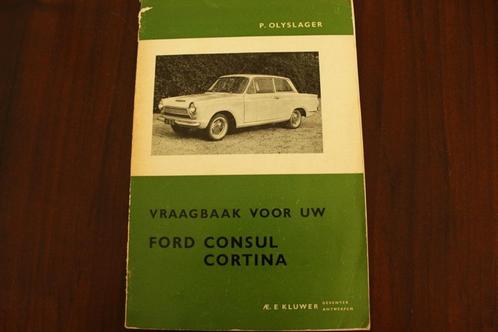 P. OLYSLAGER
VRAAGBAAK VOOR UW
FORD CONSUL
CORTINA
Æ. E KLUWER DEVENTER
ANTWERPEN